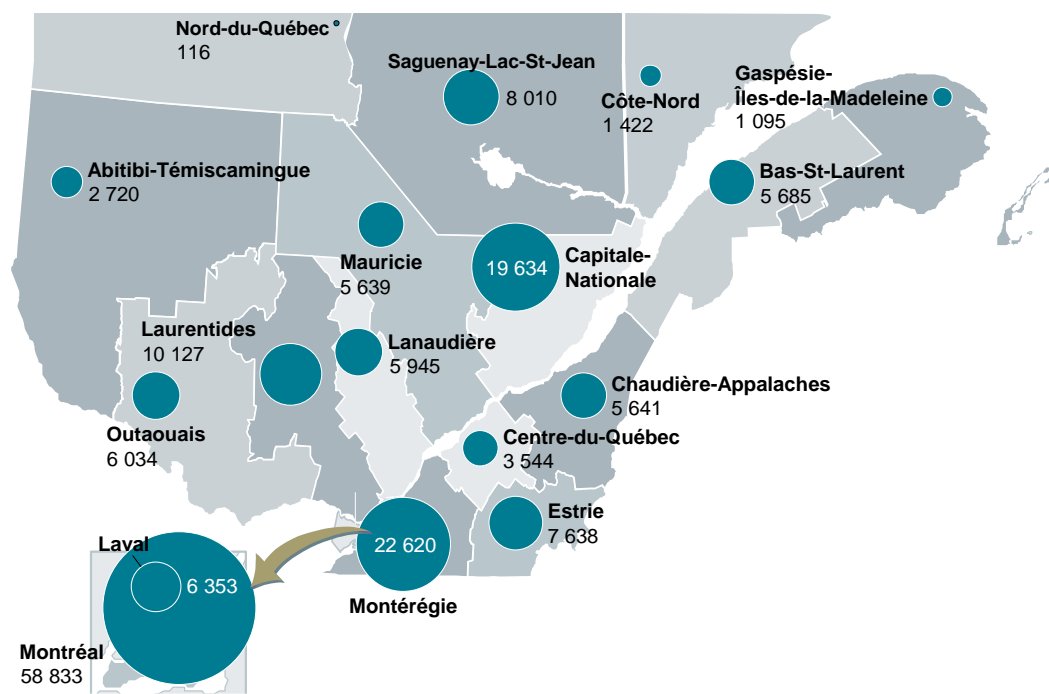 Nord-du-Québec
116
Saguenay-Lac-St-Jean
8 010
Côte-Nord
1 422
Gaspésie-
Îles-de-la-Madeleine
1 095
Abitibi-Témiscamingue
2 720
Bas-St-Laurent
5 685
Mauricie
5 639
19 634
Capitale-
Nationale
Laurentides
10 127
Lanaudière
5 945
Outaouais
6 034
Chaudière-Appalaches
5 641
Centre-du-Québec
3 544
Estrie
7 638
22 620
Montérégie
Laval
6 353
Montréal
58 833